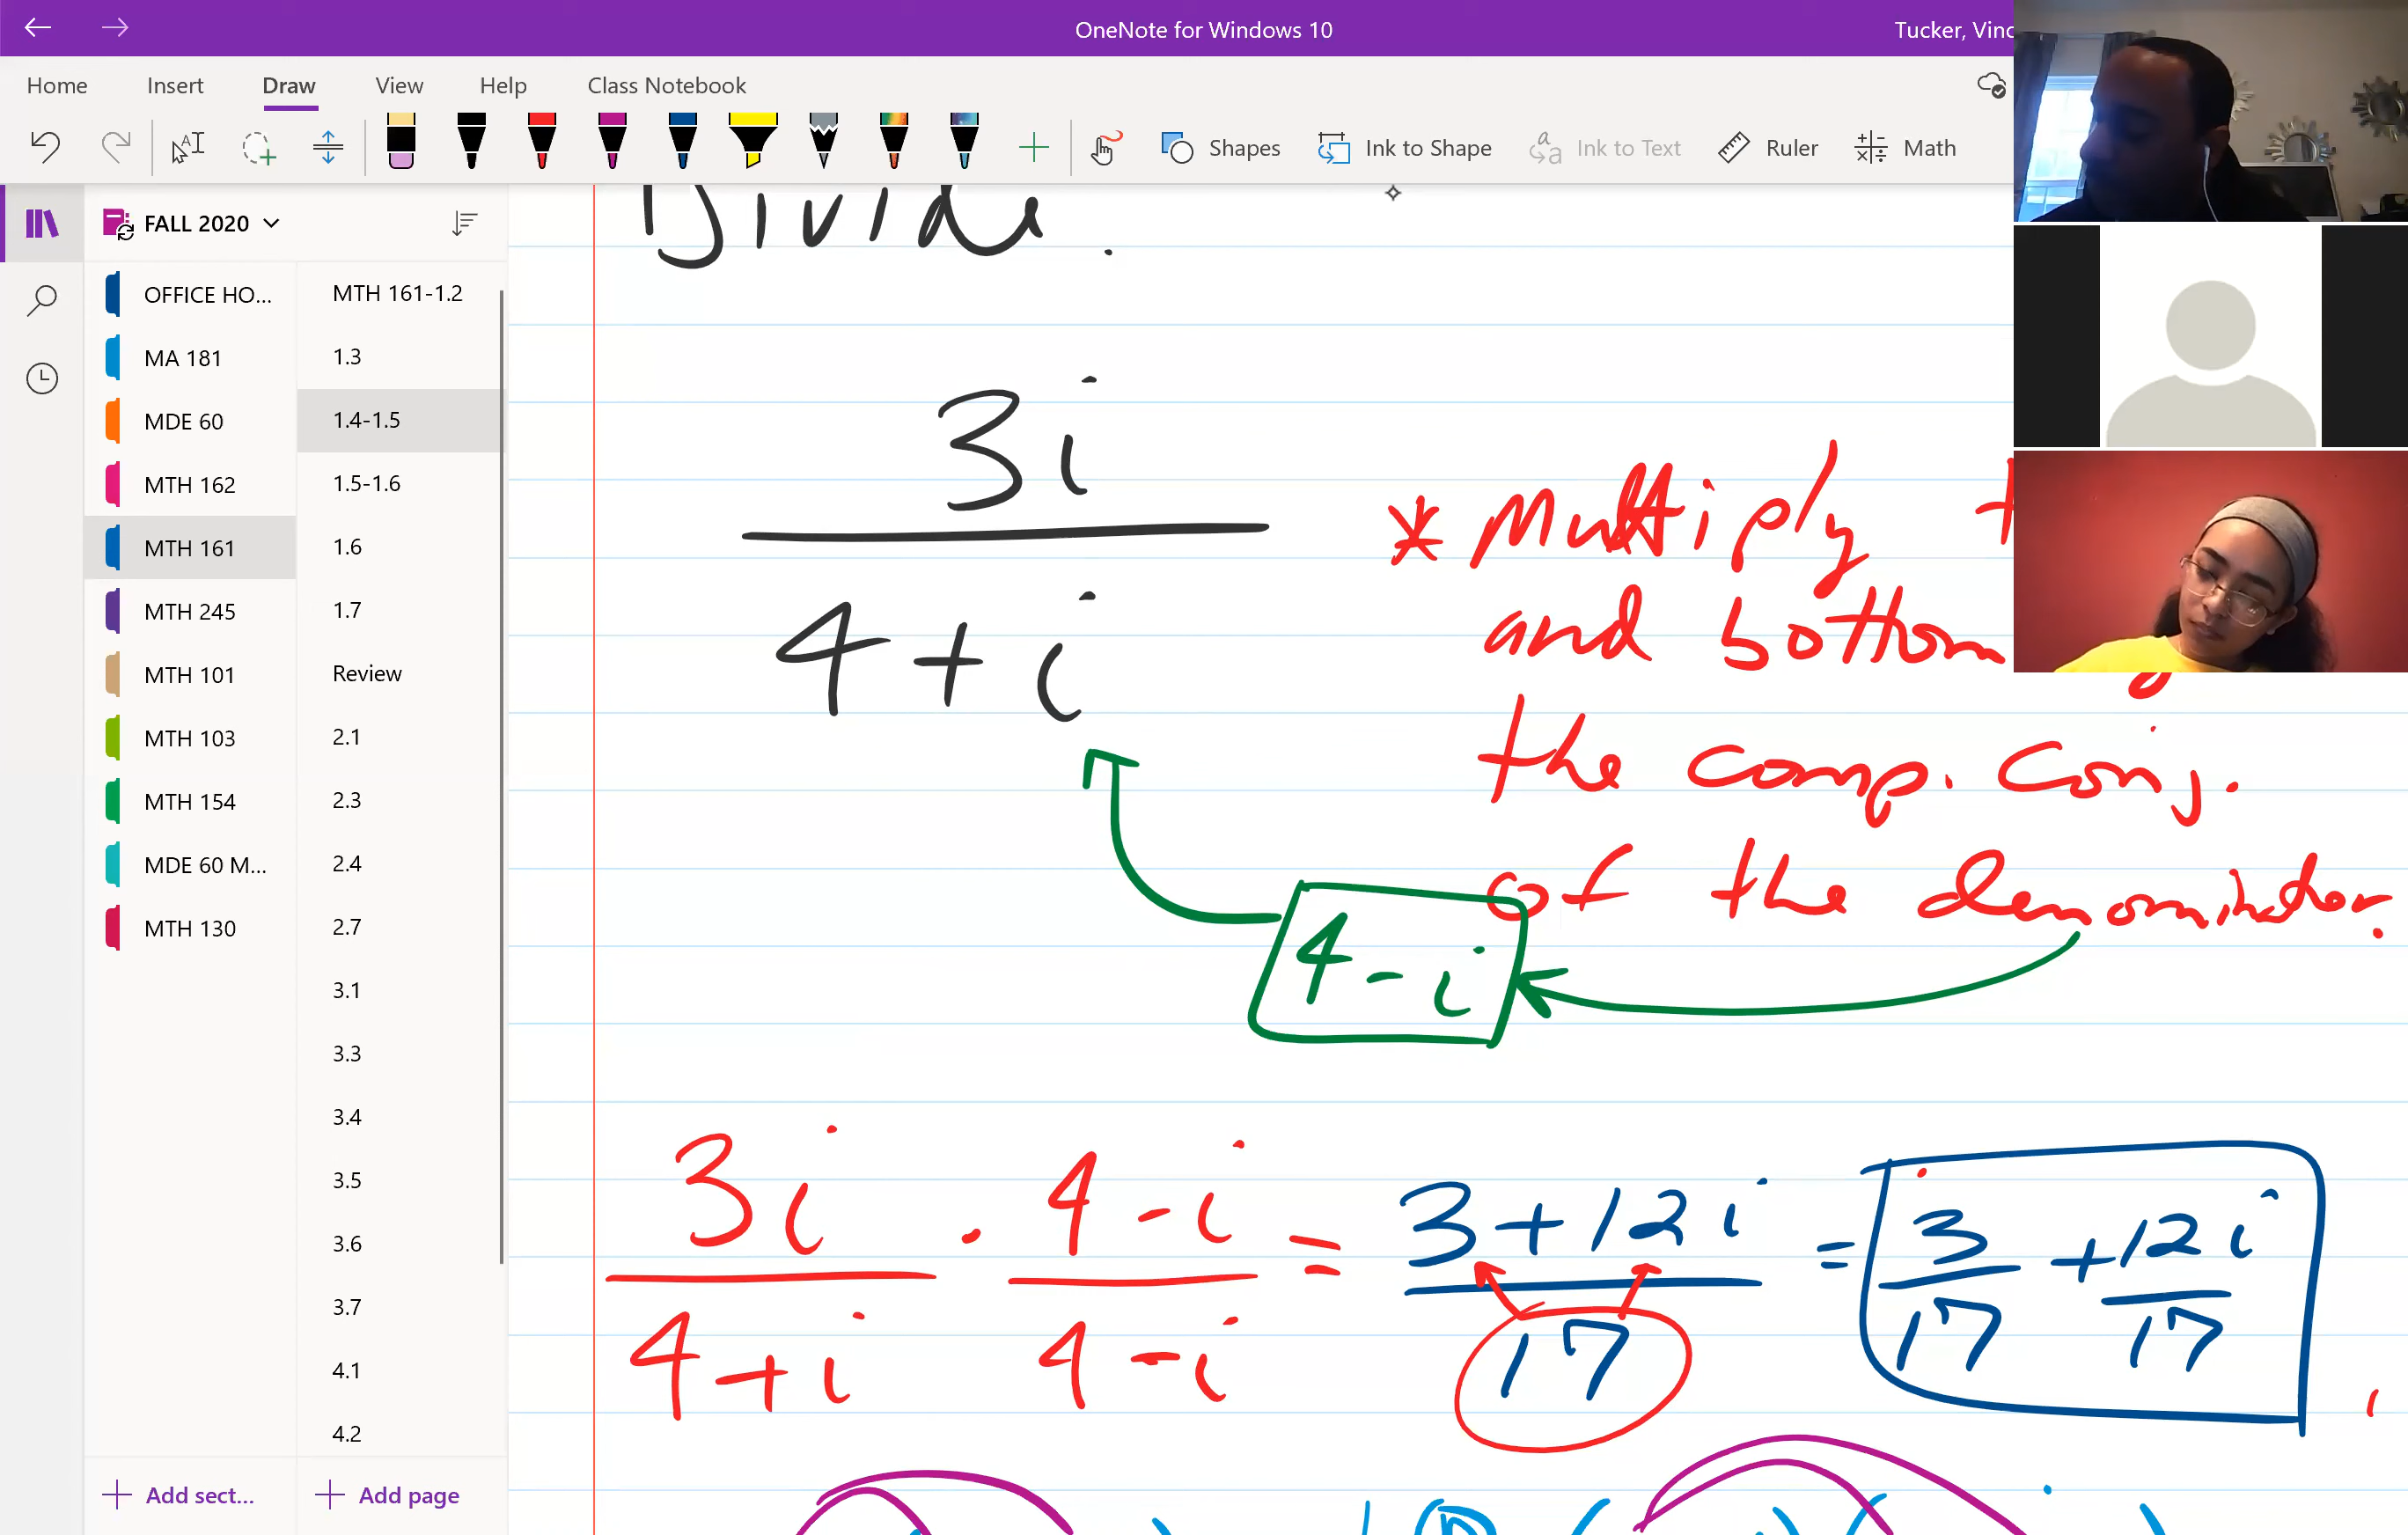 OneNote for Windows 10
Tucker, Vinc
Home Insert Draw View Help Class Notebook
Shapes Ink to Shape Ink to Text Ruler Math
FALL 2020
OFFICE HO...
MA 181
MDE 60
MTH 162
MTH 161
MTH 245
MTH 101
MTH 103
MTH 154
MDE 60 M...
MTH 130
Add sect...
MTH 161-1.2
1.3
1.4-1.5
1.5-1.6
1.6
1.7
Review
2.1
2.3
2.4
2.7
3.1
3.3
3.4
3.5
3.6
3.7
4.1
4.2
Add page
Divide.
3i
4+i
* Multiply
and bottom
the comp. conj.
of the denominator.
4-i
3i · 4-i = 3+12i = 3 +12i
4+i 4-i 17 17 17